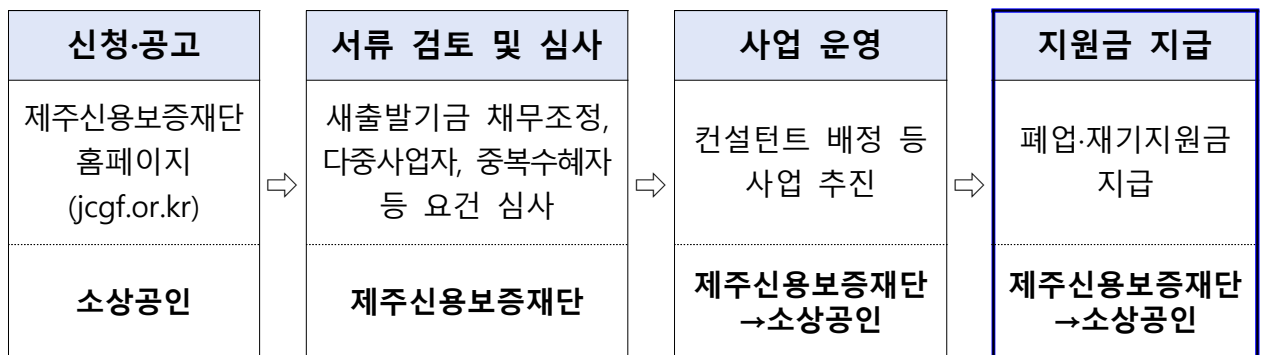 신청·공고
제주신용보증재단
홈페이지
(jcgf.or.kr)
소상공인
⇨
서류 검토 및 심사
새출발기금 채무조정,
다중사업자, 중복수혜자
등 요건 심사
제주신용보증재단
⇨
사업 운영
컨설턴트 배정 등
사업 추진
제주신용보증재단
→소상공인
⇨
지원금 지급
폐업·재기지원금
지급
제주신용보증재단
→소상공인